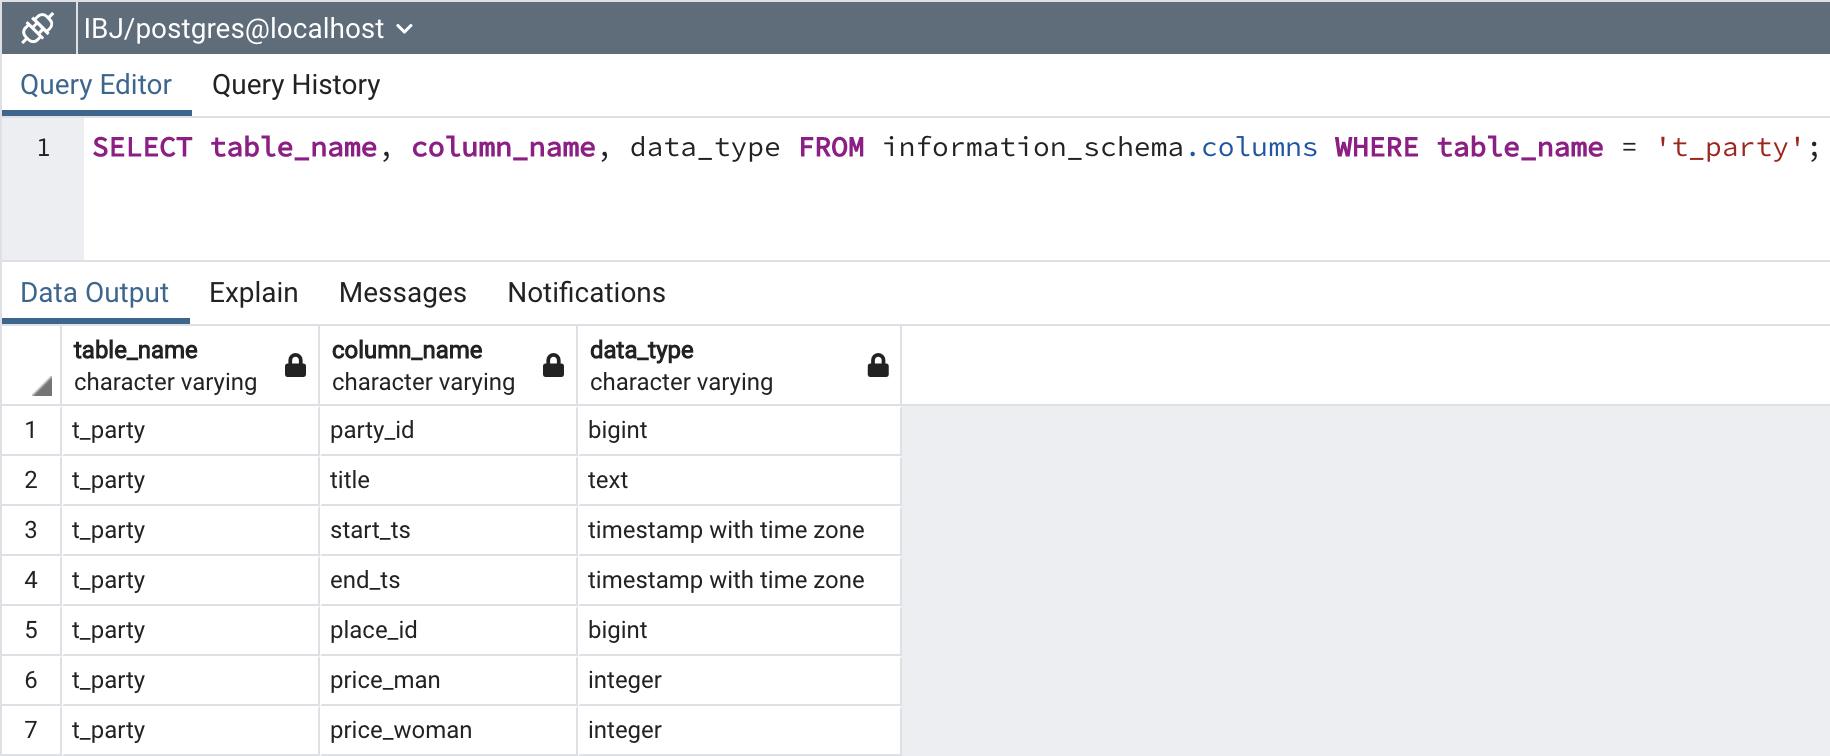 IBJ/postgres@localhost
Query Editor Query History
1 SELECT table_name, column_name, data_type FROM information_schema.columns WHERE table_name = 't_party';
Data Output Explain Messages Notifications
table_name column_name data_type
character varying character varying character varying
1 t_party party_id bigint
2 t_party title text
3 t_party start_ts timestamp with time zone
4 t_party end_ts timestamp with time zone
5 t_party place_id bigint
6 t_party price_man integer
7 t_party price_woman integer